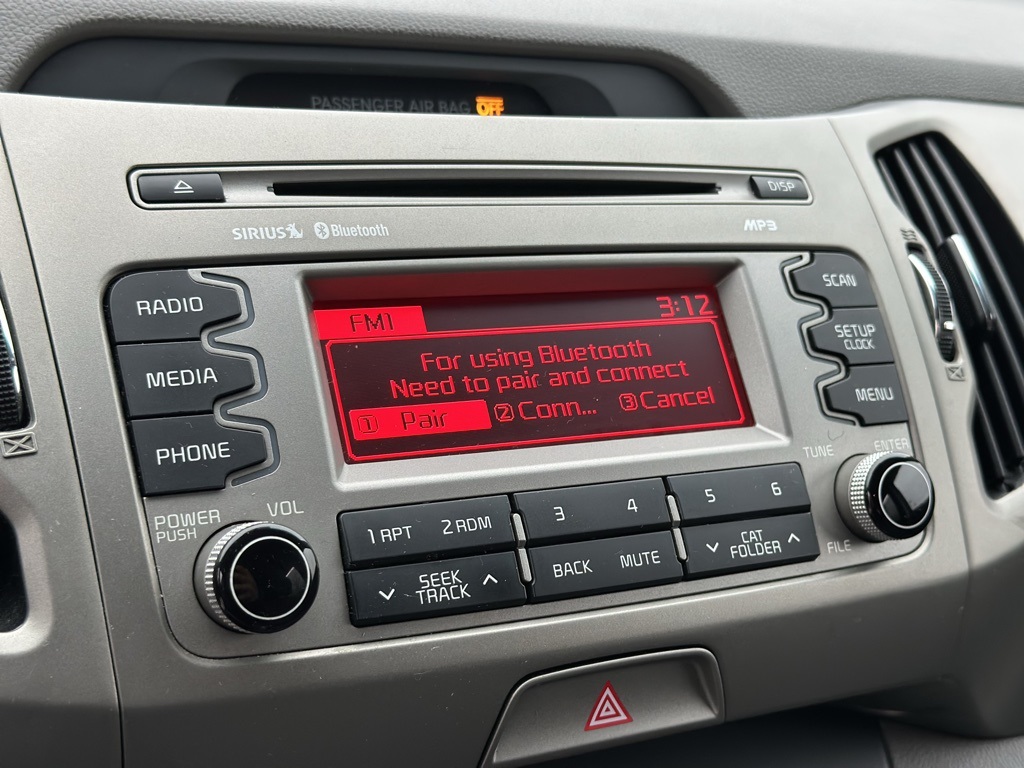 PASSENGER AIR BAG OFF
DISP
SIRIUS Bluetooth
MP3
RADIO
MEDIA
PHONE
FM1
3:12
For using Bluetooth
Need to pair and connect
1 Pair 2 Conn... 3 Cancel
SCAN
SETUP
CLOCK
MENU
POWER
PUSH
VOL
TUNE
ENTER
FILE
1 RPT 2 RDM
3 4
5 6
SEEK
TRACK
BACK MUTE
CAT
FOLDER